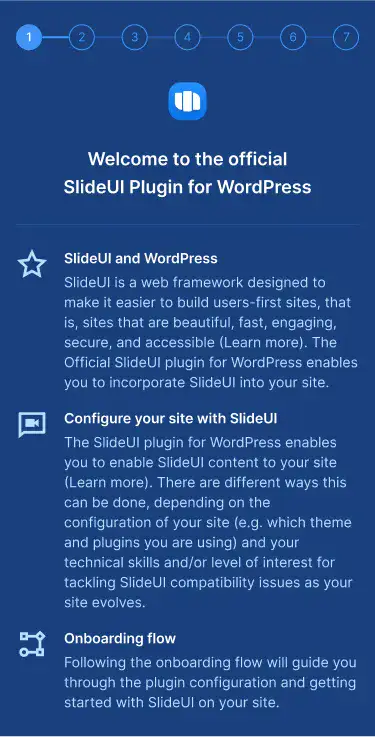 1 2 3 4 5 6 7
Welcome to the official
SlideUI Plugin for WordPress
SlideUI and WordPress
SlideUI is a web framework designed to
make it easier to build users-first sites, that
is, sites that are beautiful, fast, engaging,
secure, and accessible (Learn more). The
Official SlideUI plugin for WordPress enables
you to incorporate SlideUI into your site.
Configure your site with SlideUI
The SlideUI plugin for WordPress enables
you to enable SlideUI content to your site
(Learn more). There are different ways this
can be done, depending on the
configuration of your site (e.g. which theme
and plugins you are using) and your
technical skills and/or level of interest for
tackling SlideUI compatibility issues as your
site evolves.
Onboarding flow
Following the onboarding flow will guide you
through the plugin configuration and getting
started with SlideUI on your site.